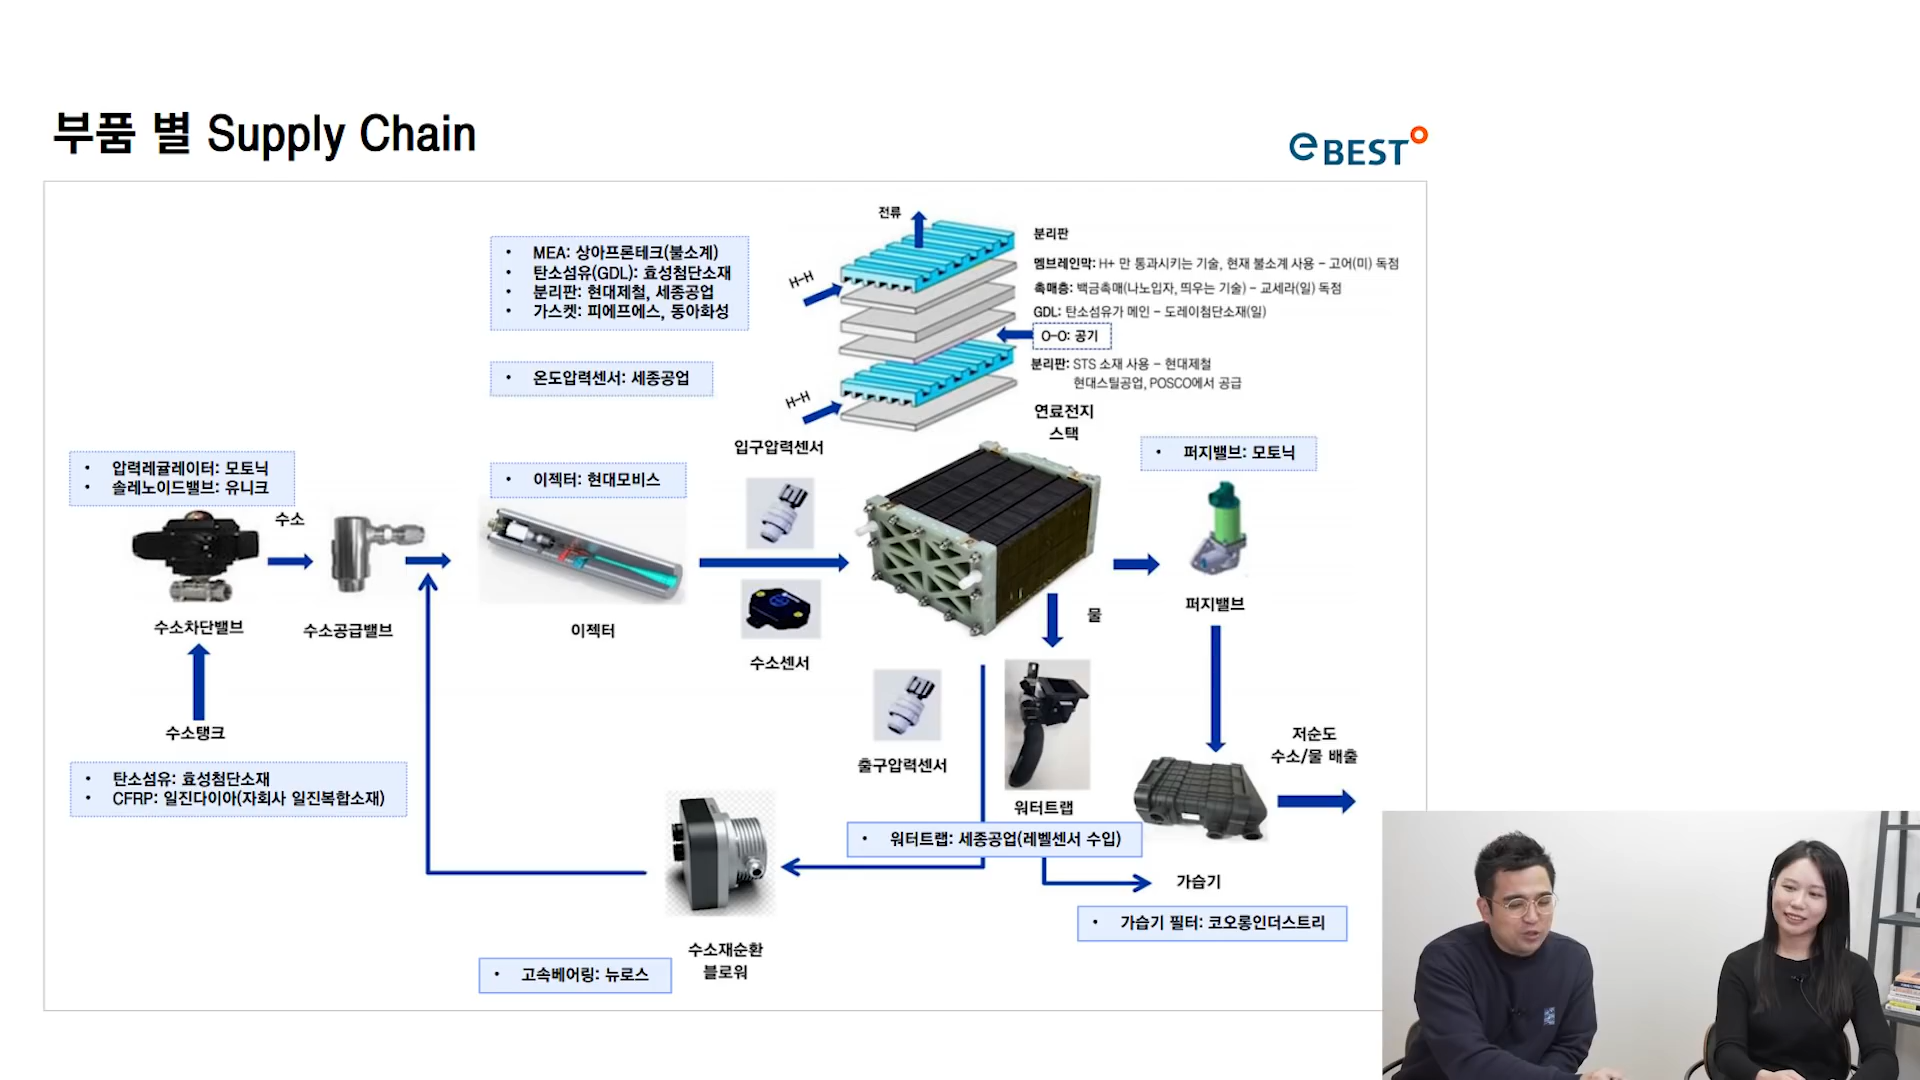 부품 별 Supply Chain
eBEST
전류
분리판
• MEA: 상아프론테크(불소계)
• 탄소섬유(GDL): 효성첨단소재
• 분리판: 현대제철, 세종공업
• 가스켓: 피에프에스, 동아화성
H-H
멤브레인막: H+ 만 통과시키는 기술, 현재 불소계 사용 – 고어(미) 독점
촉매층: 백금촉매(나노입자, 띄우는 기술) – 교세라(일) 독점
GDL: 탄소섬유가 메인 – 도레이첨단소재(일)
O-O: 공기
분리판: STS 소재 사용 – 현대제철
현대스틸공업, POSCO에서 공급
• 온도압력센서: 세종공업
H-H
연료전지
스택
입구압력센서
• 압력레귤레이터: 모토닉
• 솔레노이드밸브: 유니크
• 이젝터: 현대모비스
• 퍼지밸브: 모토닉
수소
수소차단밸브
수소공급밸브
이젝터
수소센서
물
퍼지밸브
수소탱크
• 탄소섬유: 효성첨단소재
• CFRP: 일진다이아(자회사 일진복합소재)
출구압력센서
워터트랩
저순도
수소/물 배출
• 워터트랩: 세종공업(레벨센서 수입)
가습기
• 가습기 필터: 코오롱인더스트리
수소재순환
블로워
• 고속베어링: 뉴로스